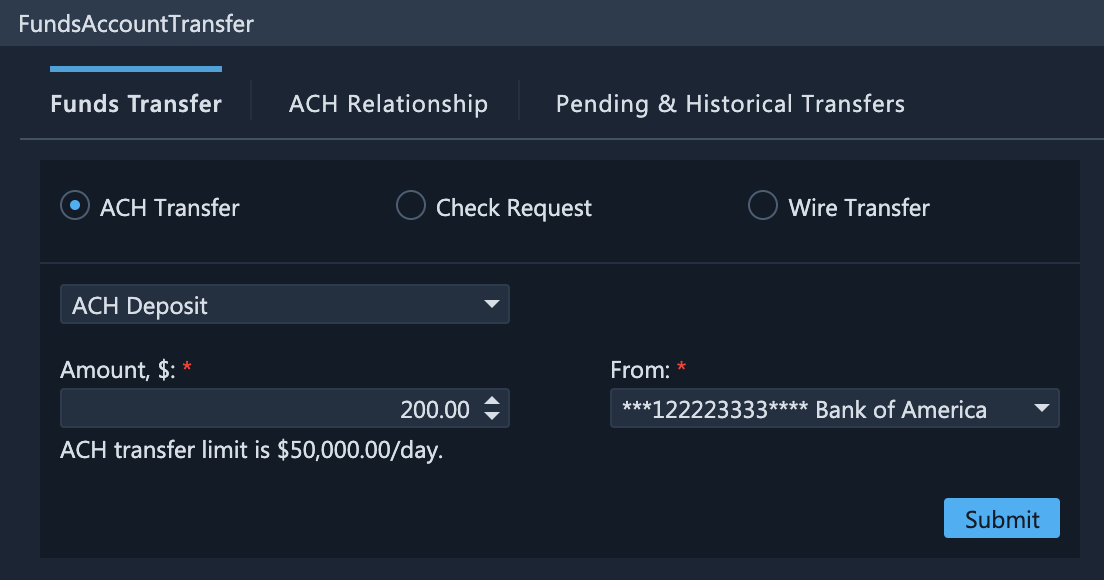 FundsAccountTransfer
Funds Transfer
ACH Relationship
Pending & Historical Transfers
ACH Transfer
Check Request
Wire Transfer
ACH Deposit
Amount, $: *
From: *
200.00
***122223333**** Bank of America
ACH transfer limit is $50,000.00/day.
Submit